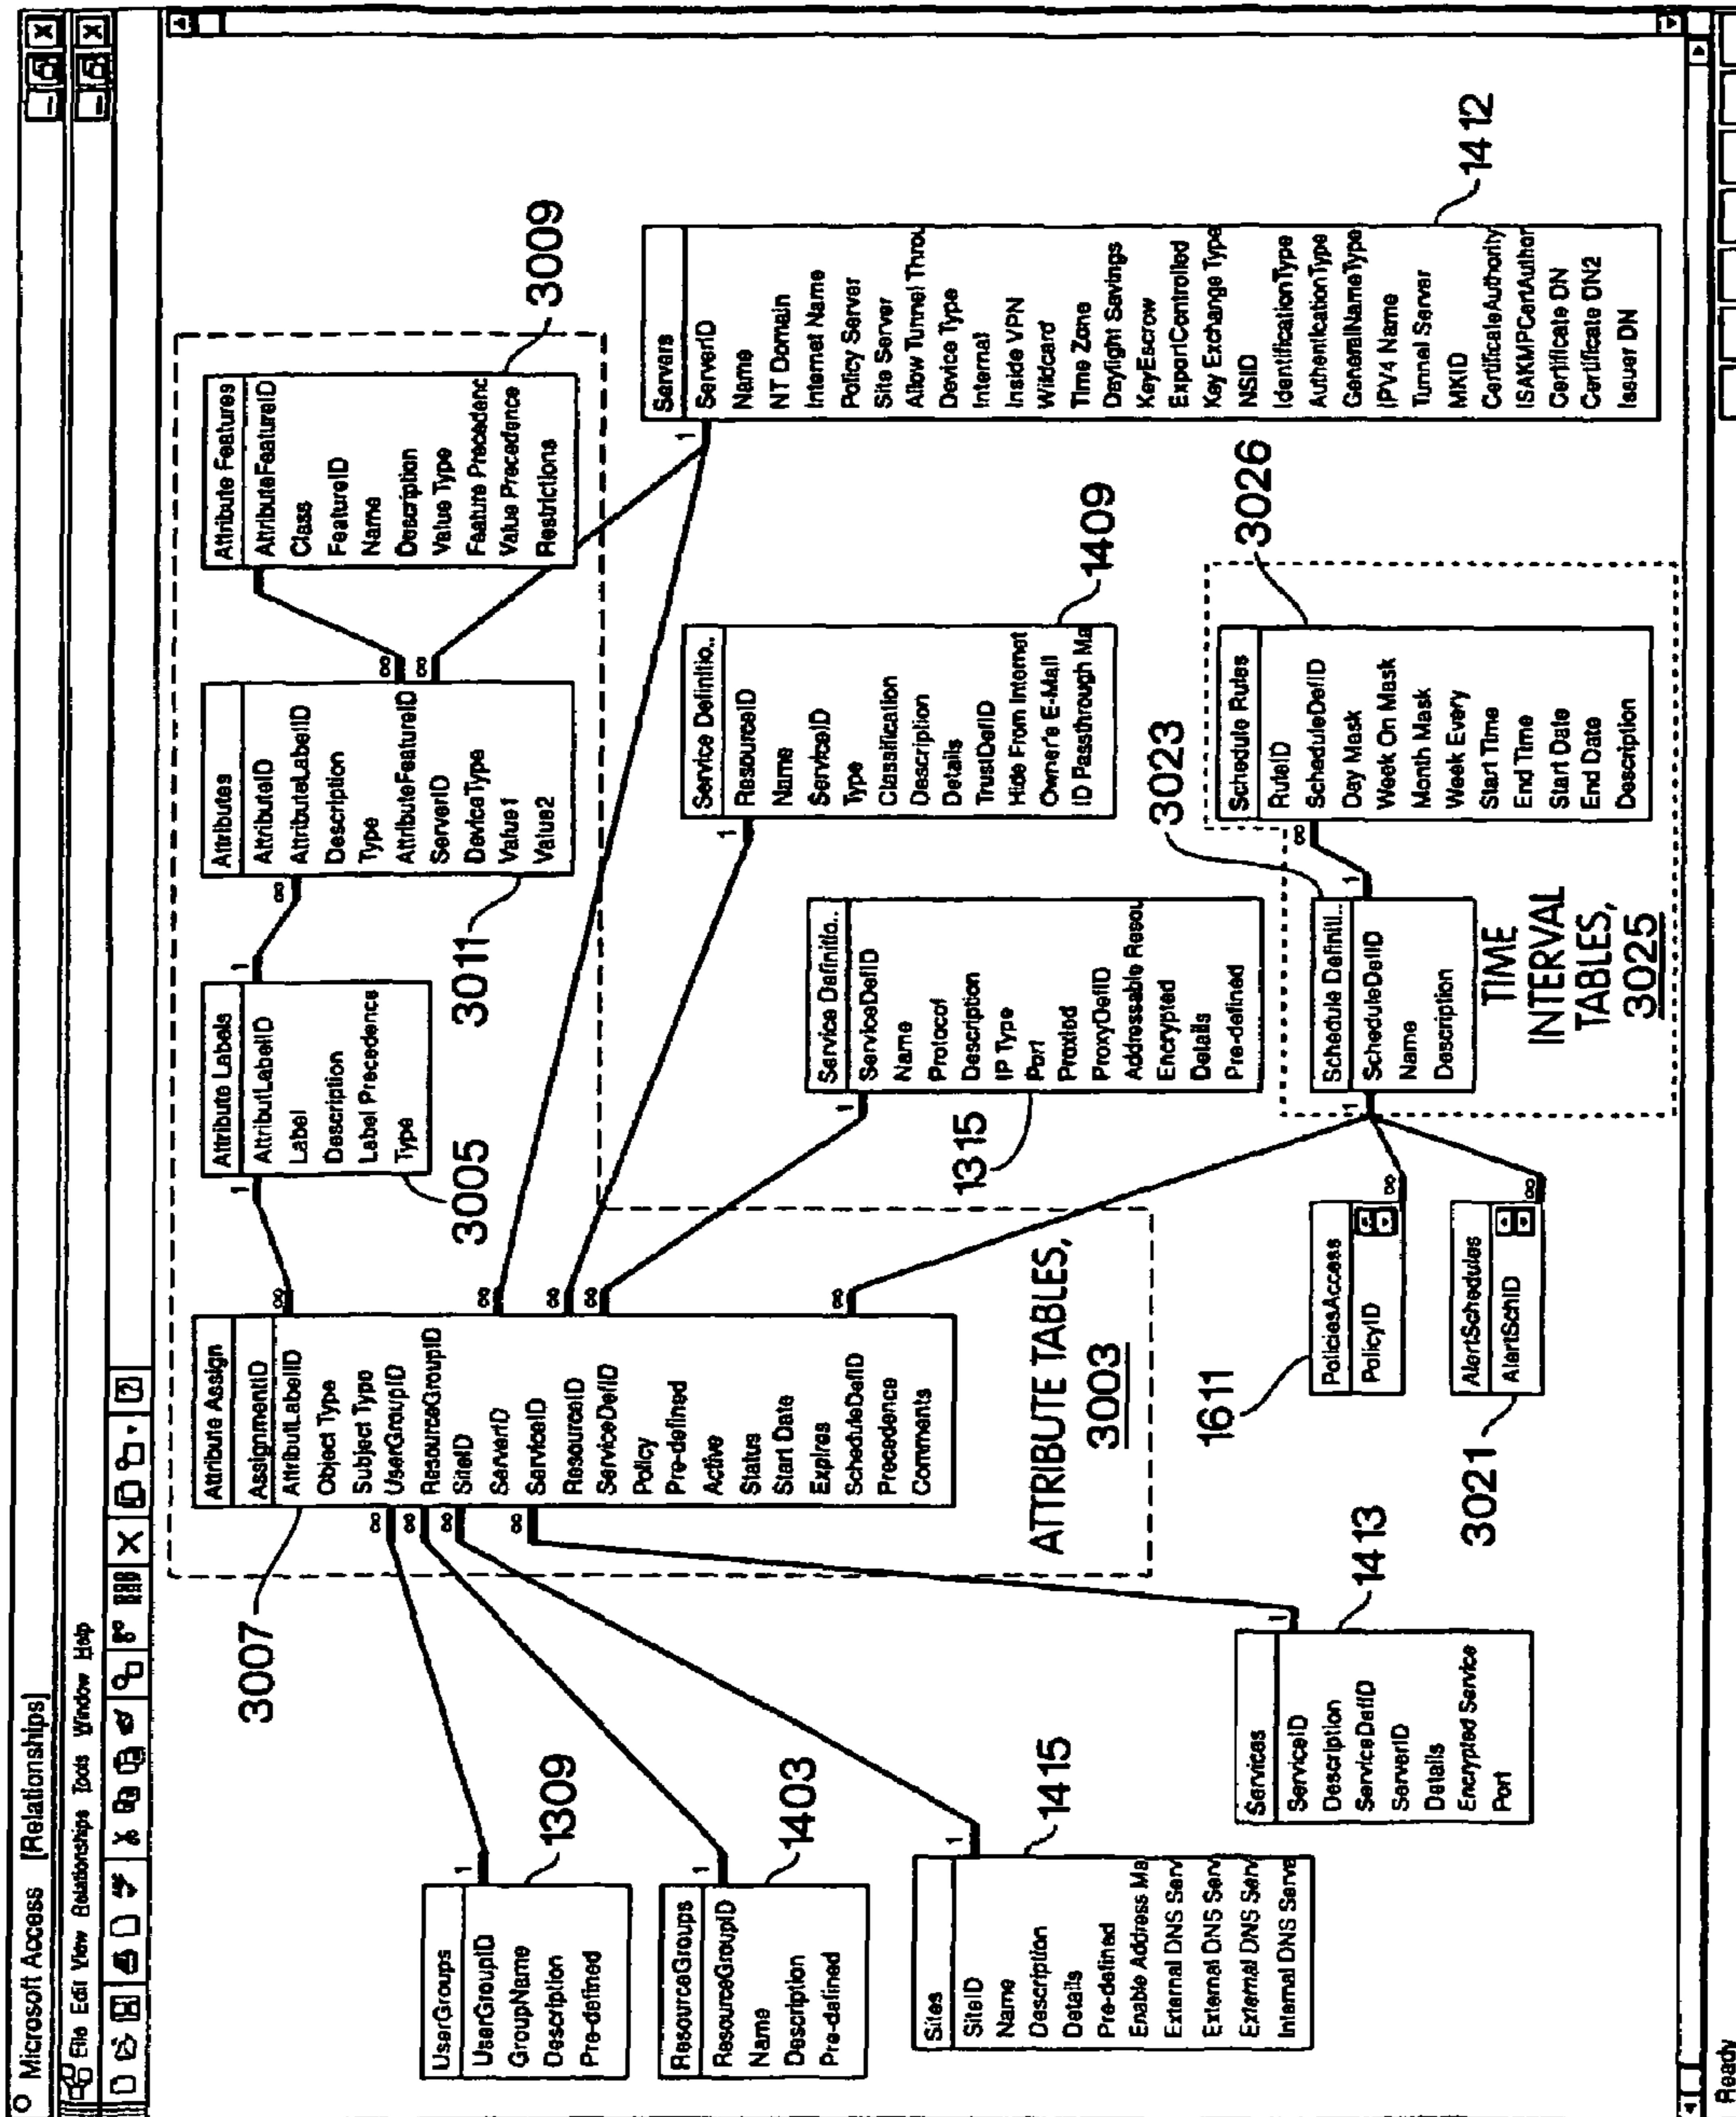 Microsoft Access [Relationships]
File Edit View Relationships Tools Window Help
UserGroups
UserGroupID
GroupName
Description
Pre-defined
1309
ResourceGroups
ResourceGroupID
Name
Description
Pre-defined
1403
Sites
SiteID
Name
Description
Details
Pre-defined
Enable Address Ma
External DNS Serv
External DNS Serv
External DNS Serv
Internal DNS Serve
1415
Services
ServiceID
Description
ServiceDefID
ServerID
Details
Encrypted Service
Port
1413
3007
Attribute Assign
AssignmentID
AttributLabelID
Object Type
Subject Type
UserGroupID
ResourceGroupID
SiteID
ServerID
ServiceID
ResourceID
ServiceDefID
Policy
Pre-defined
Active
Status
Start Date
Expires
ScheduleDefID
Precedence
Comments
ATTRIBUTE TABLES,
3003
1611
PoliciesAccess
PolicyID
AlertSchedules
AlertSchID
3021
Attribute Labels
AttributLabelID
Label
Description
Label Precedence
Type
3005
Attributes
AttributeID
AttributeLabelID
Description
Type
AttributeFeatureID
ServerID
DeviceType
Value1
Value2
3011
Attribute Features
AttributeFeatureID
Class
FeatureID
Name
Description
Value Type
Feature Precedenc
Value Precedence
Restrictions
3009
Service Definitio..
ServiceDefID
Name
Protocol
Description
IP Type
Port
Proxied
ProxyDefID
Addressable Resou
Encrypted
Details
Pre-defined
1315
Service Definitio..
ResourceID
Name
ServiceID
Type
Classification
Description
Details
TrustDefID
Hide From Internet
Owner's E-Mail
ID Passthrough Ma
1409
Servers
ServerID
Name
NT Domain
Internet Name
Policy Server
Site Server
Allow Tunnel Throu
Device Type
Internal
Inside VPN
Wildcard
Time Zone
Daylight Savings
KeyEscrow
ExportControlled
Key Exchange Type
NSID
IdentificationType
AuthenticationType
GeneralNameType
IPV4 Name
Tunnel Server
MKID
CertificateAuthority
ISAKMPCertAuthor
Certificate DN
Certificate DN2
Issuer DN
1412
3023
Schedule Definiti..
ScheduleDefID
Name
Description
TIME
INTERVAL
TABLES,
3025
Schedule Rules
RuleID
ScheduleDefID
Day Mask
Week On Mask
Month Mask
Week Every
Start Time
End Time
Start Date
End Date
Description
3026
Ready